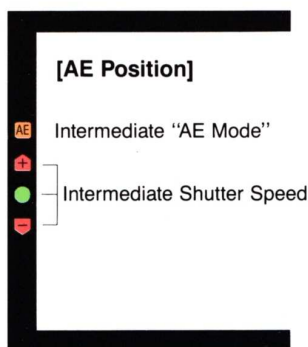 [AE Position]
AE Intermediate "AE Mode"
+
Intermediate Shutter Speed
−